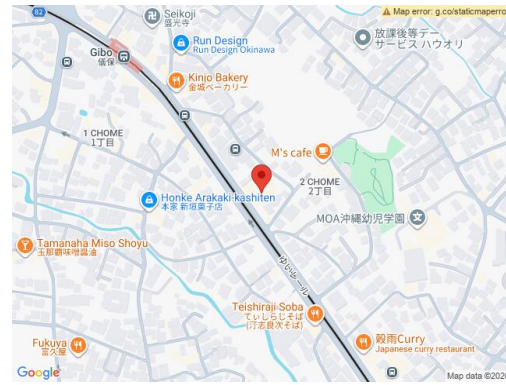 82
Seikoji
盛光寺
Map error: g.co/staticmaperro
Run Design
Run Design Okinawa
放課後等デー
サービス ハウオリ
Gibo
儀保
Kinjo Bakery
金城ベーカリー
1 CHOME
1丁目
M's cafe
2 CHOME
2丁目
Honke Arakaki-kashiten
本家 新垣菓子店
MOA沖縄幼児学園
Tamanaha Miso Shoyu
玉那覇味噌醤油
ゆいレール
Teishiraji Soba
てぃしらじそば
(汀志良次そば)
Fukuya
富久屋
穀雨Curry
Japanese curry restaurant
Google
Map data ©2026